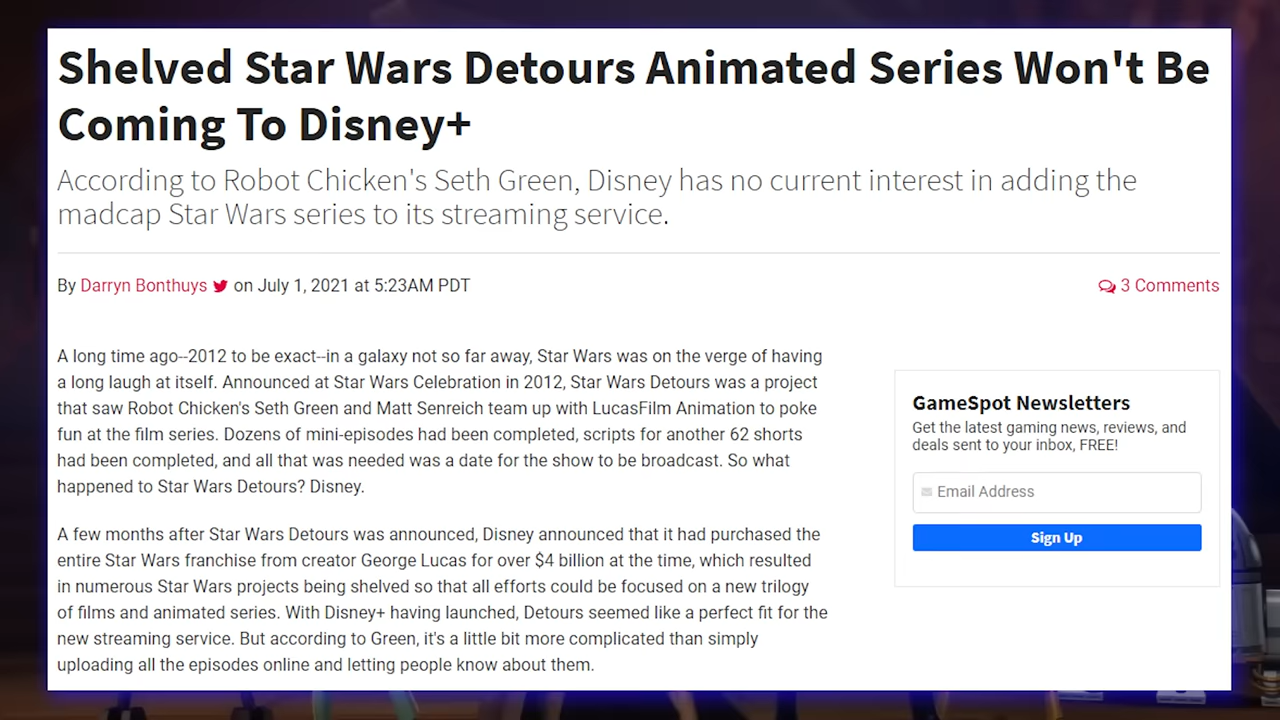 Shelved Star Wars Detours Animated Series Won't Be
Coming To Disney+
According to Robot Chicken's Seth Green, Disney has no current interest in adding the
madcap Star Wars series to its streaming service.
By Darryn Bonthuys on July 1, 2021 at 5:23AM PDT
3 Comments
A long time ago--2012 to be exact--in a galaxy not so far away, Star Wars was on the verge of having
a long laugh at itself. Announced at Star Wars Celebration in 2012, Star Wars Detours was a project
that saw Robot Chicken's Seth Green and Matt Senreich team up with LucasFilm Animation to poke
fun at the film series. Dozens of mini-episodes had been completed, scripts for another 62 shorts
had been completed, and all that was needed was a date for the show to be broadcast. So what
happened to Star Wars Detours? Disney.
A few months after Star Wars Detours was announced, Disney announced that it had purchased the
entire Star Wars franchise from creator George Lucas for over $4 billion at the time, which resulted
in numerous Star Wars projects being shelved so that all efforts could be focused on a new trilogy
of films and animated series. With Disney+ having launched, Detours seemed like a perfect fit for the
new streaming service. But according to Green, it's a little bit more complicated than simply
uploading all the episodes online and letting people know about them.
GameSpot Newsletters
Get the latest gaming news, reviews, and
deals sent to your inbox, FREE!
Email Address
Sign Up